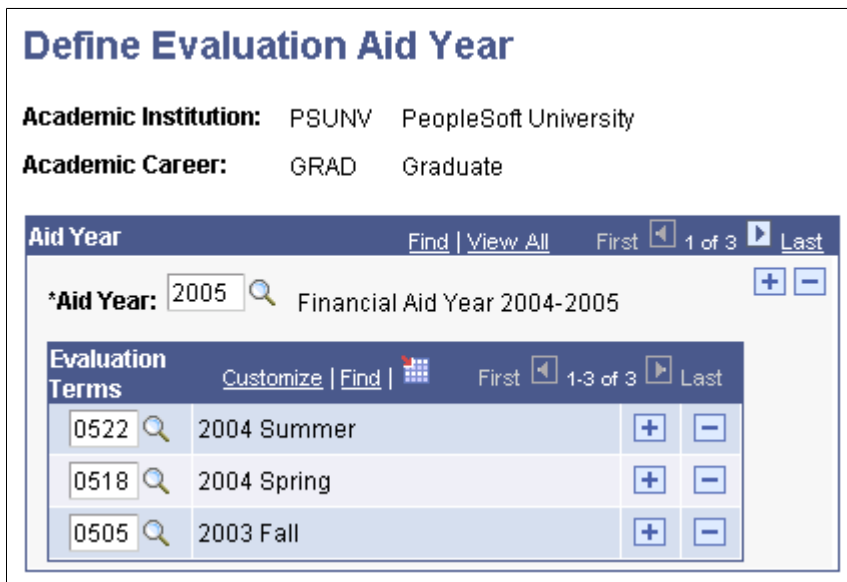 Define Evaluation Aid Year
Academic Institution: PSUNV PeopleSoft University
Academic Career: GRAD Graduate
Aid Year Find | View All First 1 of 3 Last
*Aid Year: 2005 Financial Aid Year 2004-2005
Evaluation Terms Customize | Find | First 1-3 of 3 Last
0522 2004 Summer
0518 2004 Spring
0505 2003 Fall